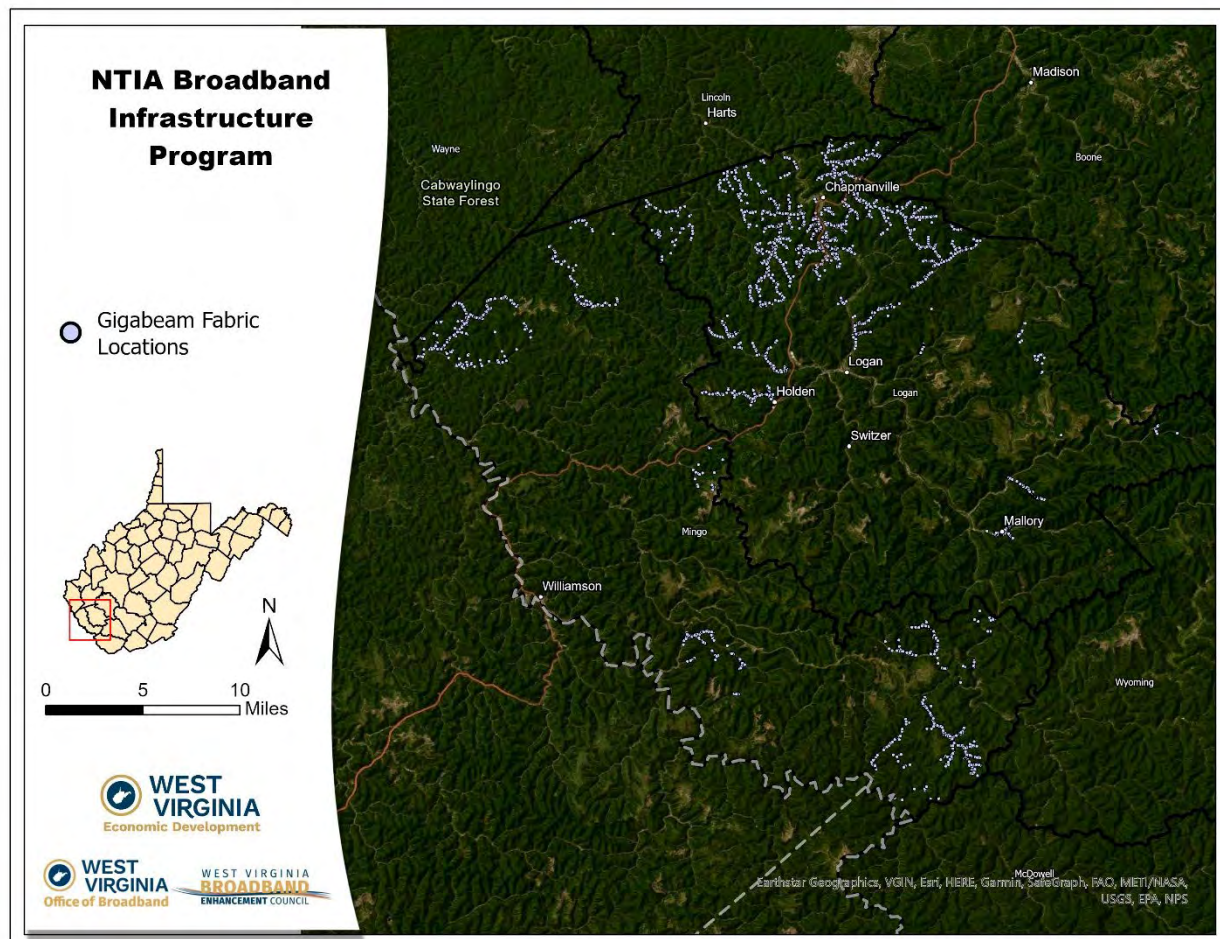 NTIA Broadband
Infrastructure
Program
Gigabeam Fabric
Locations
N
0
5
10
Miles
WEST
VIRGINIA
Economic Development
WEST
VIRGINIA
Office of Broadband
WEST VIRGINIA
BROADBAND
ENHANCEMENT COUNCIL
Madison
Lincoln
Harts
Wayne
Boone
Cabwaylingo
State Forest
Chapmanville
Logan
Logan
Holden
Switzer
Mallory
Mingo
Williamson
Wyoming
McDowell
Earthstar Geographics, VGIN, Esri, HERE, Garmin, SafeGraph, FAO, METI/NASA,
USGS, EPA, NPS